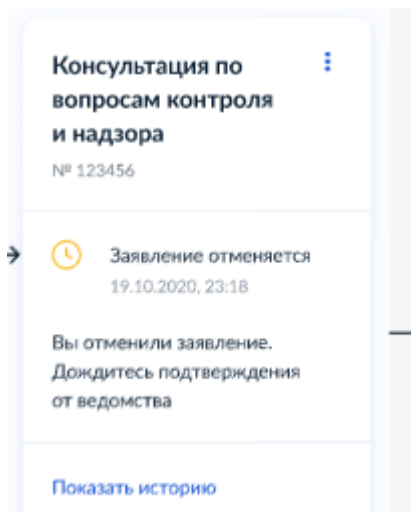 Консультация по
вопросам контроля
и надзора
№ 123456
Заявление отменяется
19.10.2020, 23:18
Вы отменили заявление.
Дождитесь подтверждения
от ведомства
Показать историю